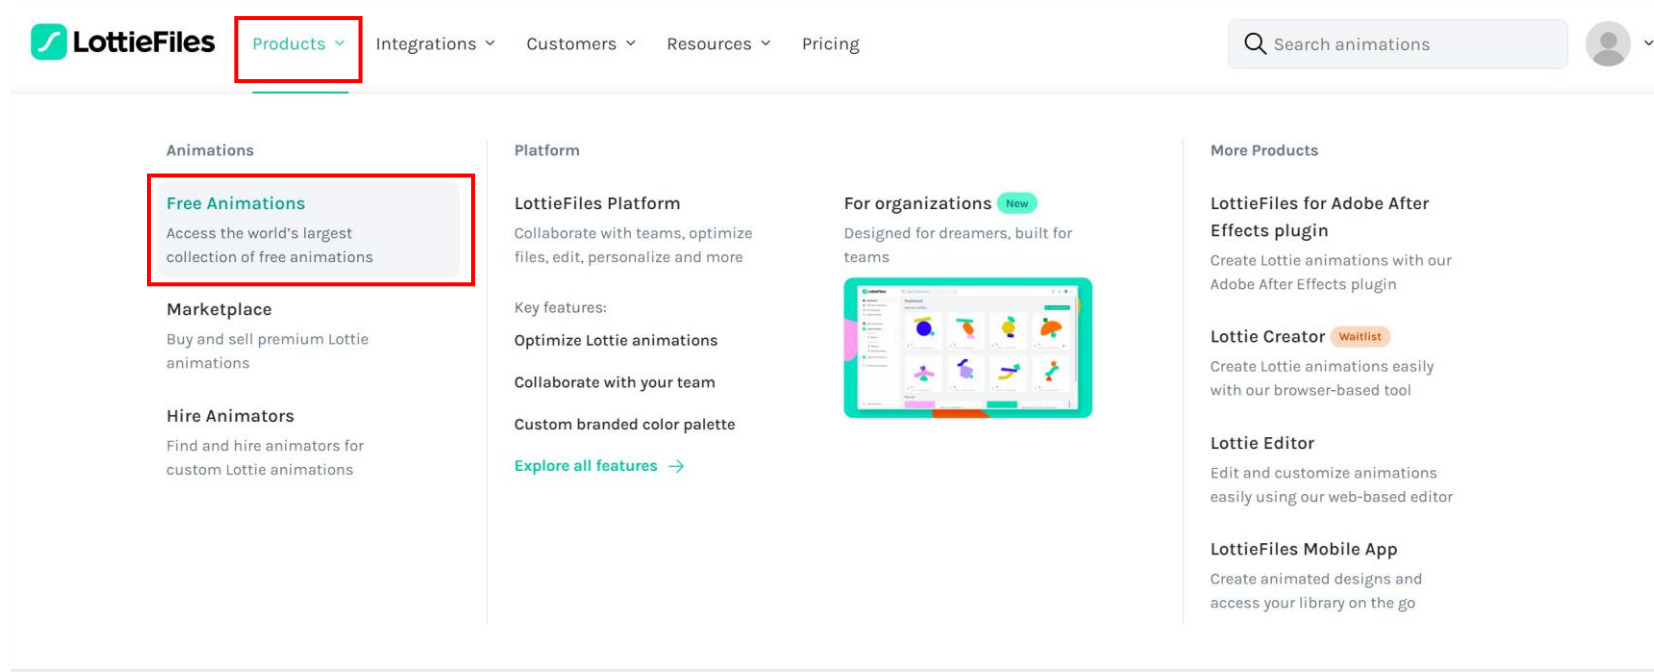 LottieFiles
Products
Integrations
Customers
Resources
Pricing
Search animations
Animations
Free Animations
Access the world's largest
collection of free animations
Marketplace
Buy and sell premium Lottie
animations
Hire Animators
Find and hire animators for
custom Lottie animations
Platform
LottieFiles Platform
Collaborate with teams, optimize
files, edit, personalize and more
Key features:
Optimize Lottie animations
Collaborate with your team
Custom branded color palette
Explore all features →
For organizations New
Designed for dreamers, built for
teams
LottieFiles
Dashboard
More Products
LottieFiles for Adobe After
Effects plugin
Create Lottie animations with our
Adobe After Effects plugin
Lottie Creator Waitlist
Create Lottie animations easily
with our browser-based tool
Lottie Editor
Edit and customize animations
easily using our web-based editor
LottieFiles Mobile App
Create animated designs and
access your library on the go